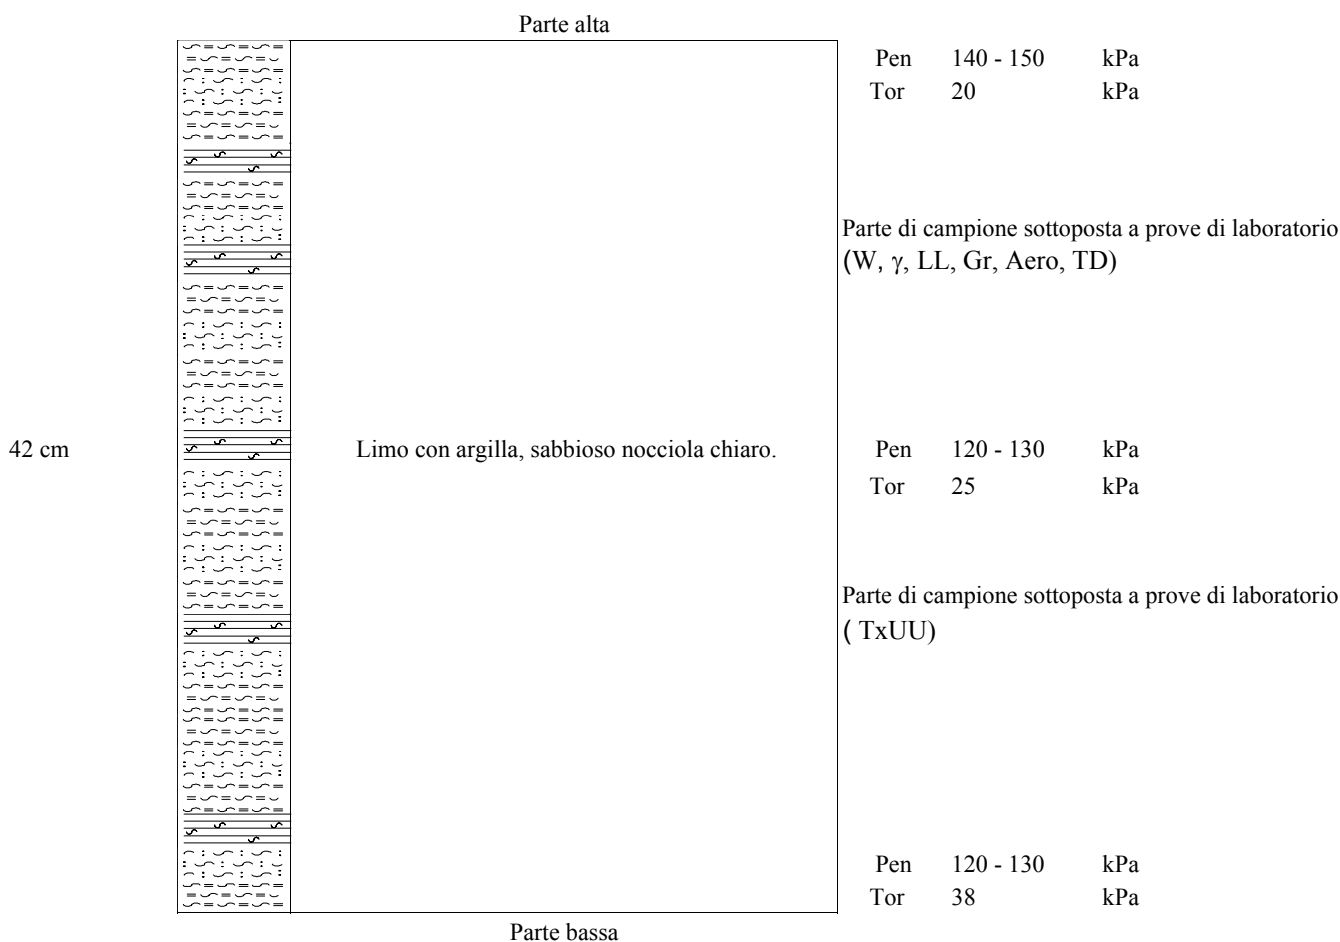 Parte alta
Pen 140 - 150 kPa
Tor 20 kPa
Parte di campione sottoposta a prove di laboratorio
(W, γ, LL, Gr, Aero, TD)
42 cm Limo con argilla, sabbioso nocciola chiaro. Pen 120 - 130 kPa
Tor 25 kPa
Parte di campione sottoposta a prove di laboratorio
( TxUU)
Pen 120 - 130 kPa
Tor 38 kPa
Parte bassa